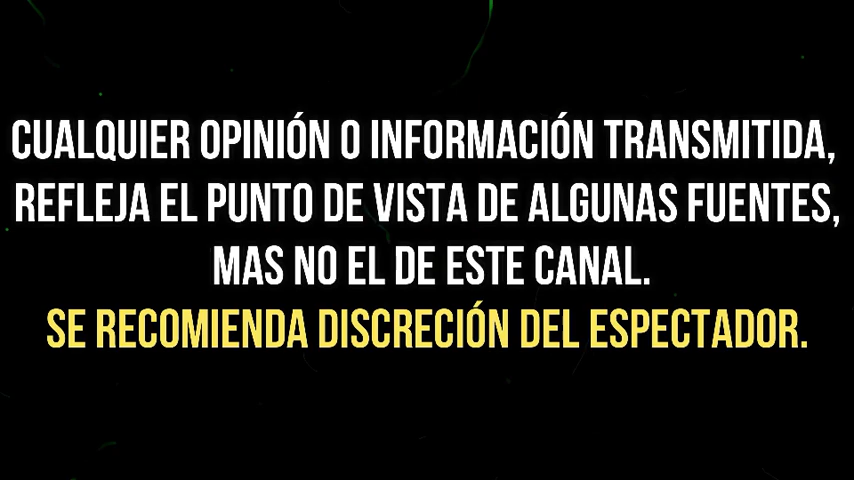 CUALQUIER OPINIÓN O INFORMACIÓN TRANSMITIDA,
REFLEJA EL PUNTO DE VISTA DE ALGUNAS FUENTES,
MAS NO EL DE ESTE CANAL.
SE RECOMIENDA DISCRECIÓN DEL ESPECTADOR.